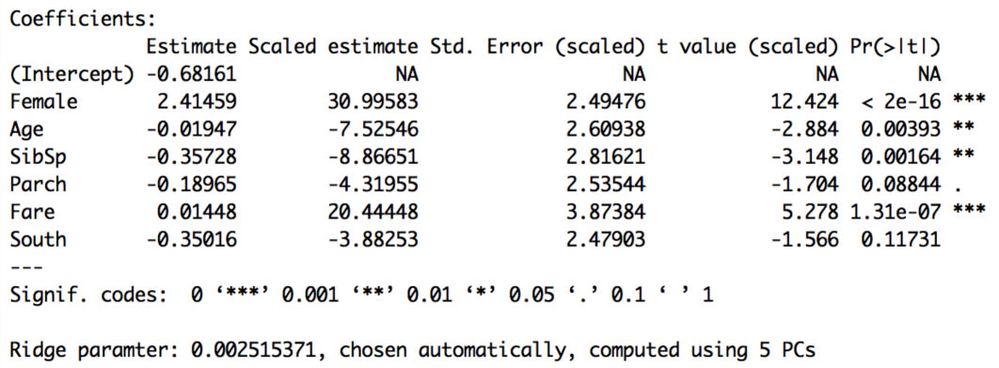 Coefficients:
Estimate Scaled estimate Std. Error (scaled) t value (scaled) Pr(>|t|)
(Intercept) -0.68161 NA NA NA NA
Female 2.41459 30.99583 2.49476 12.424 < 2e-16 ***
Age -0.01947 -7.52546 2.60938 -2.884 0.00393 **
SibSp -0.35728 -8.86651 2.81621 -3.148 0.00164 **
Parch -0.18965 -4.31955 2.53544 -1.704 0.08844 .
Fare 0.01448 20.44448 3.87384 5.278 1.31e-07 ***
South -0.35016 -3.88253 2.47903 -1.566 0.11731
---
Signif. codes: 0 ‘***’ 0.001 ‘**’ 0.01 ‘*’ 0.05 ‘.’ 0.1 ‘ ’ 1
Ridge paramter: 0.002515371, chosen automatically, computed using 5 PCs